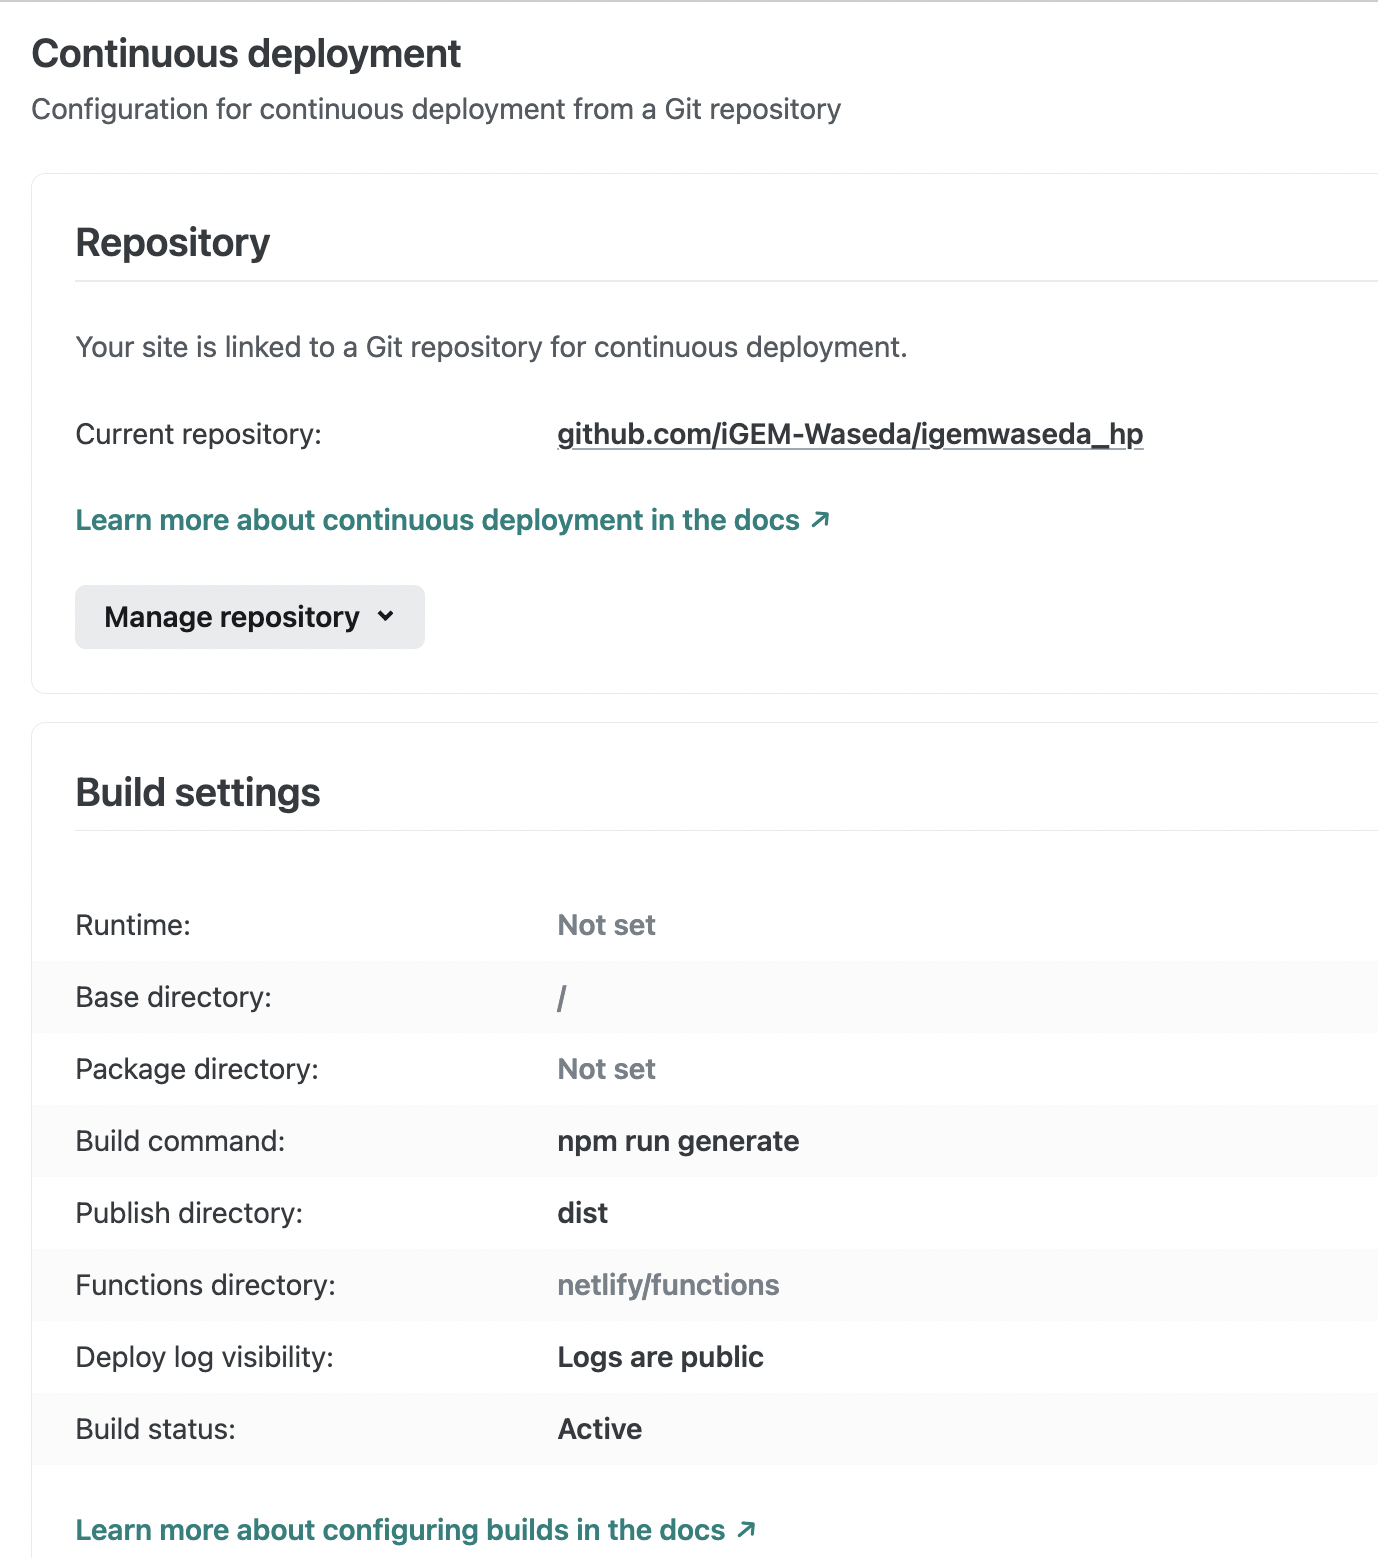 Continuous deployment
Configuration for continuous deployment from a Git repository
Repository
Your site is linked to a Git repository for continuous deployment.
Current repository: github.com/iGEM-Waseda/igemwaseda_hp
Learn more about continuous deployment in the docs ↗
Manage repository
Build settings
Runtime: Not set
Base directory: /
Package directory: Not set
Build command: npm run generate
Publish directory: dist
Functions directory: netlify/functions
Deploy log visibility: Logs are public
Build status: Active
Learn more about configuring builds in the docs ↗